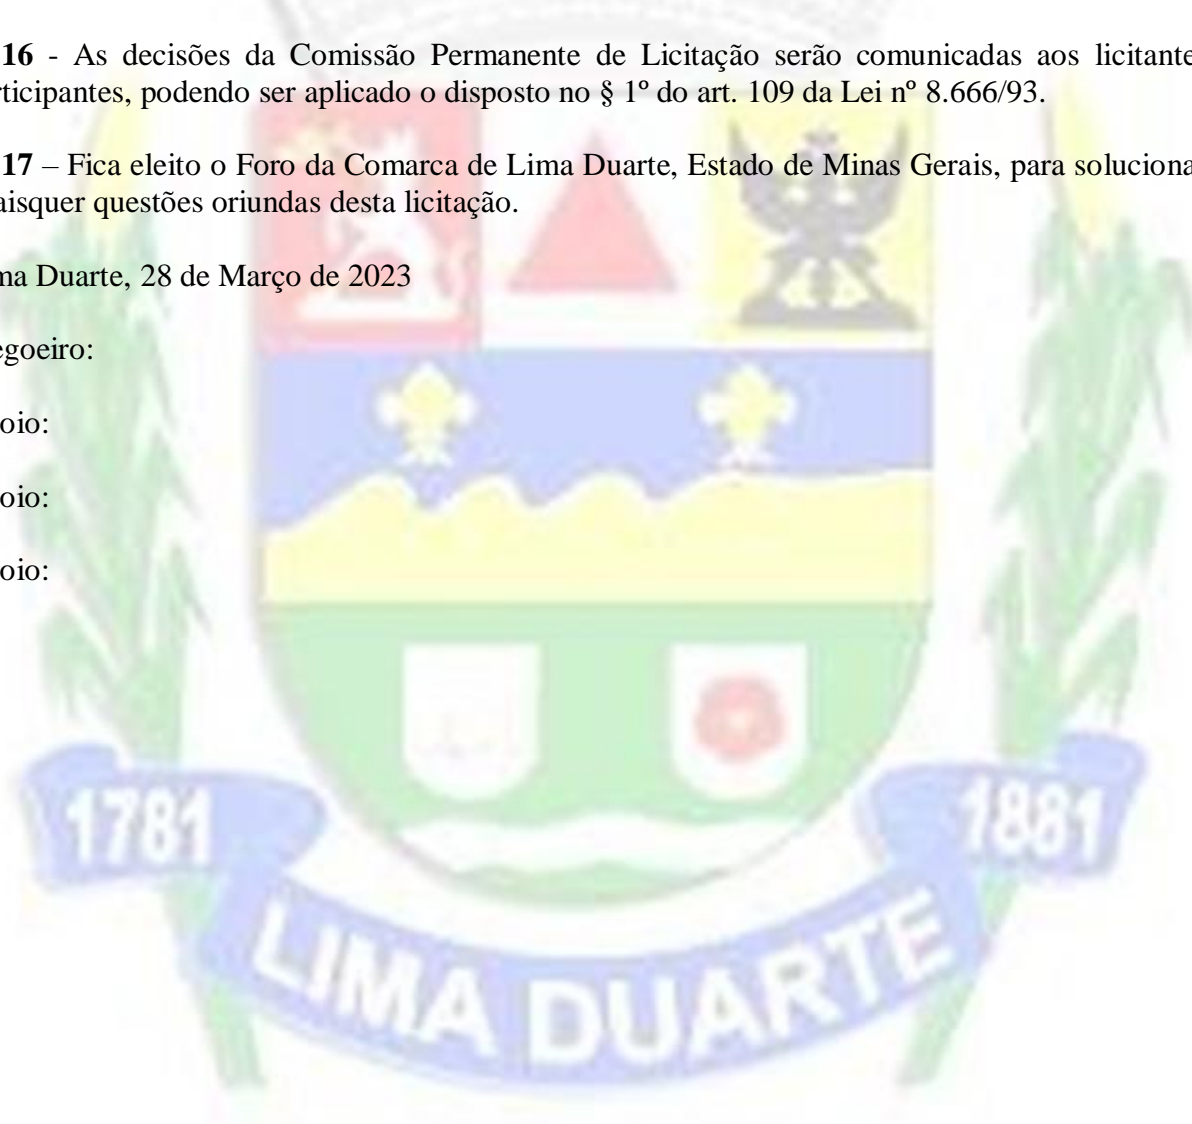 16 - As decisões da Comissão Permanente de Licitação serão comunicadas aos licitante
rticipantes, podendo ser aplicado o disposto no § 1º do art. 109 da Lei nº 8.666/93.
17 – Fica eleito o Foro da Comarca de Lima Duarte, Estado de Minas Gerais, para soluciona
aisquer questões oriundas desta licitação.
ma Duarte, 28 de Março de 2023
egoeiro:
oio:
oio:
oio:
1781
1881
LIMA DUARTE